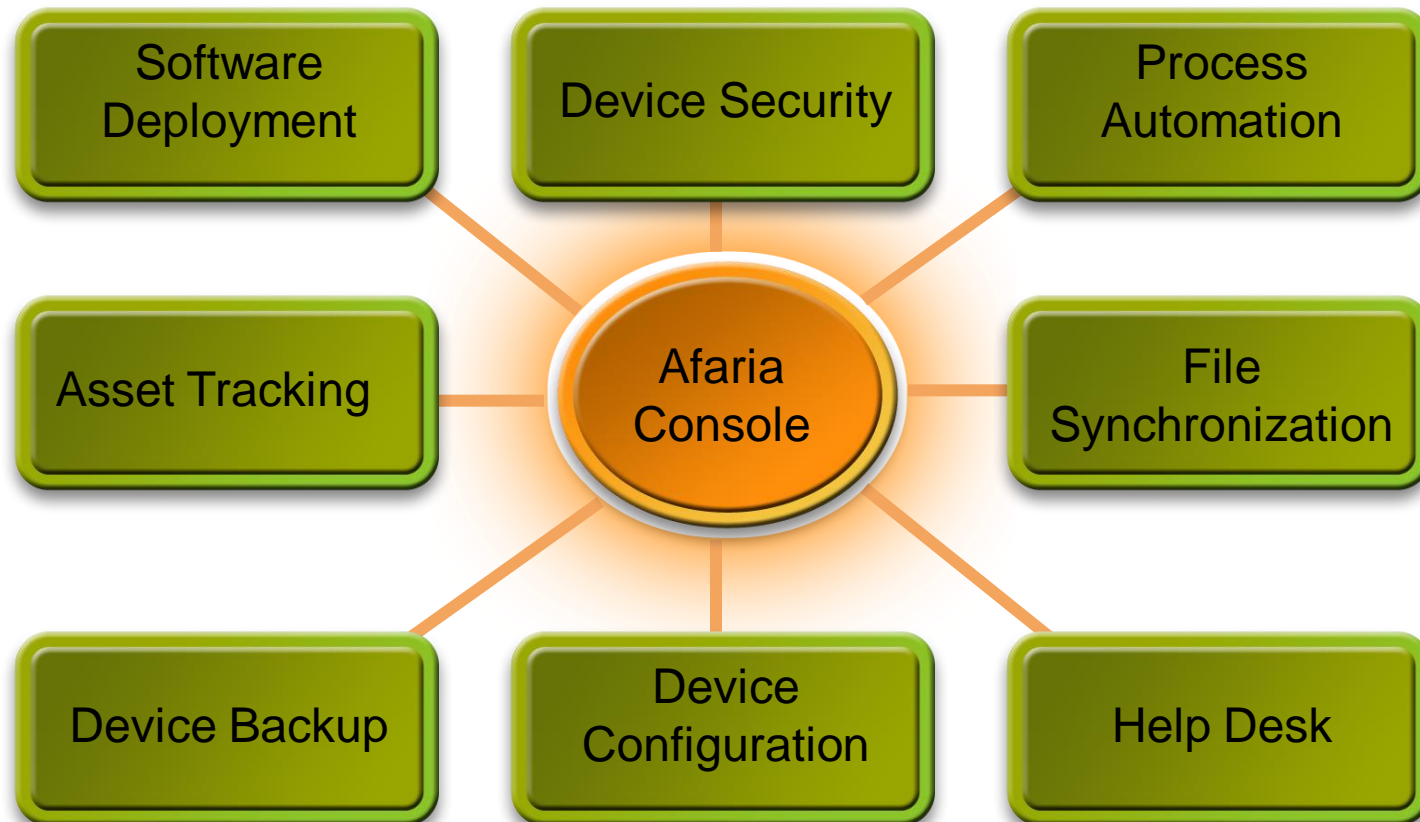 Software
Deployment
Device Security
Process
Automation
Asset Tracking
Afaria
Console
File
Synchronization
Device Backup
Device
Configuration
Help Desk